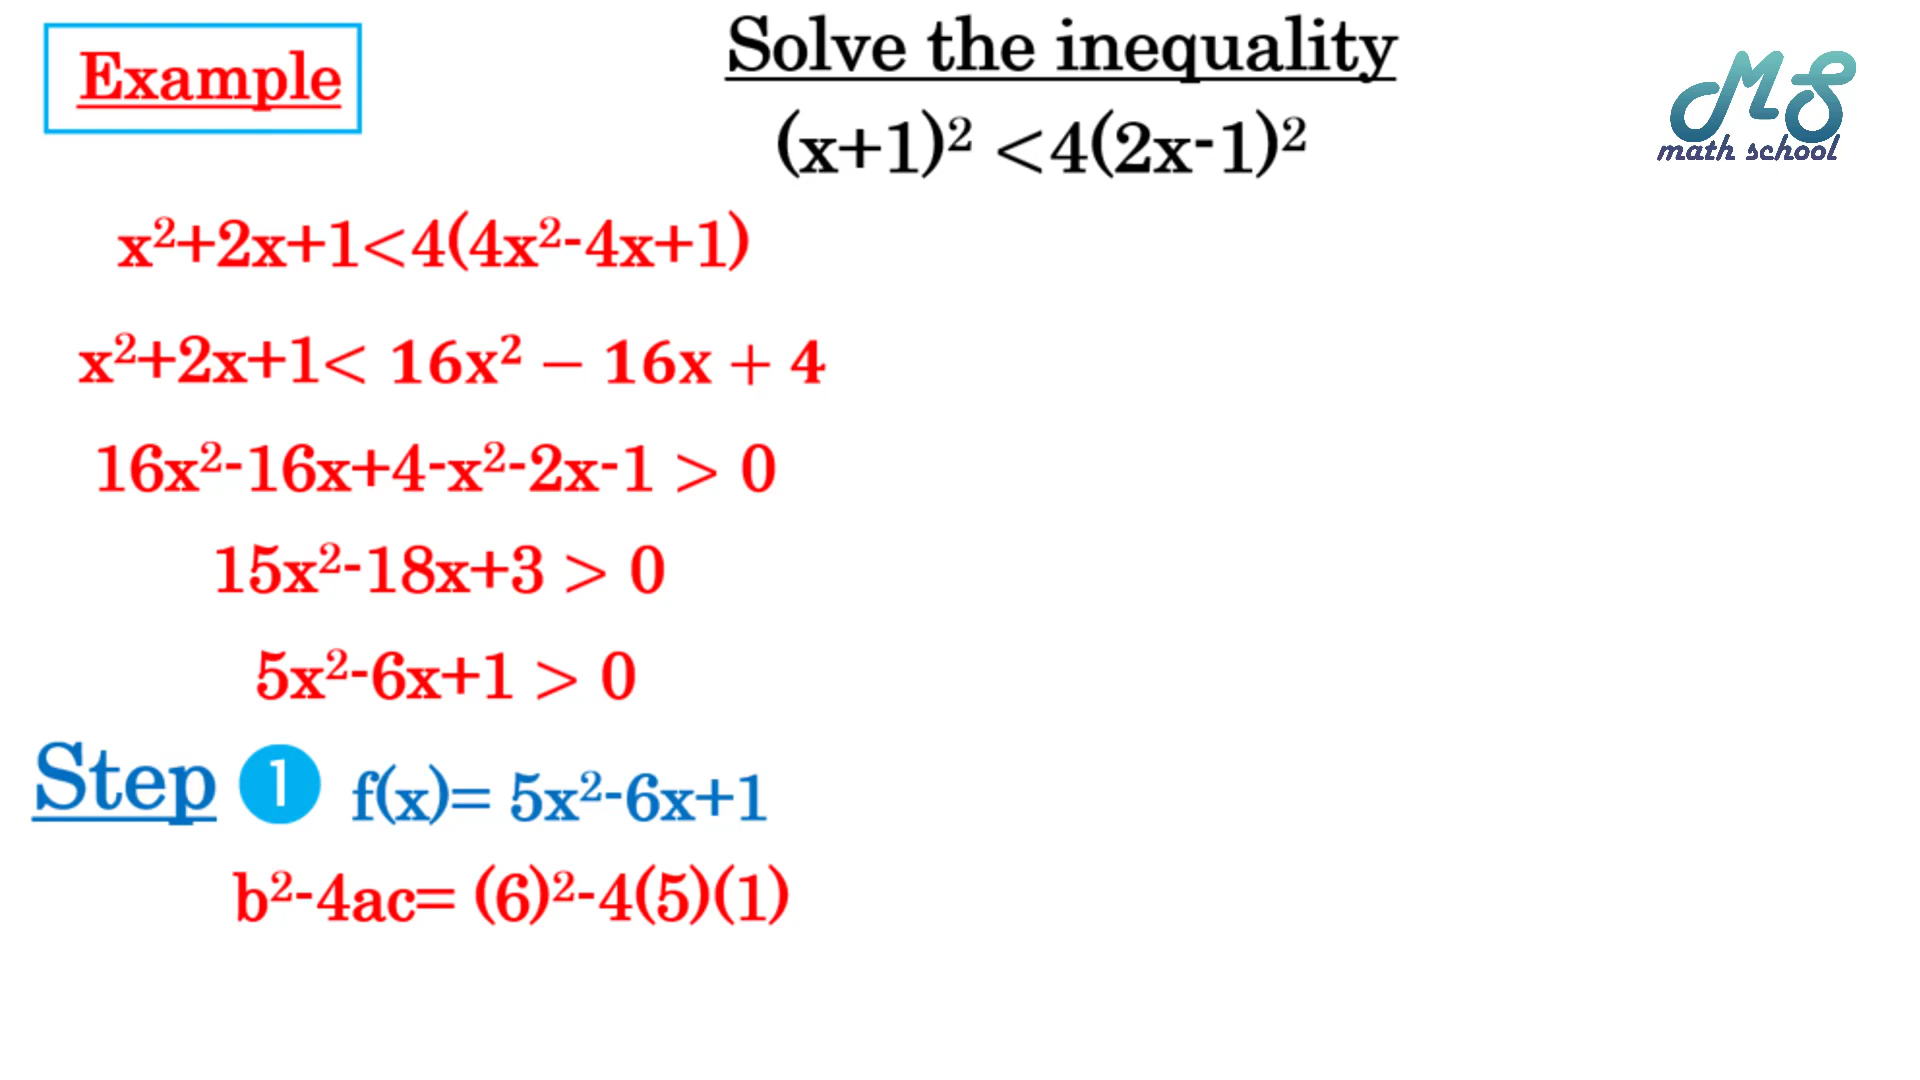 Example
Solve the inequality
(x+1)² <4(2x-1)²
MS
math school
x²+2x+1<4(4x²-4x+1)
x²+2x+1< 16x² – 16x + 4
16x²-16x+4-x²-2x-1 > 0
15x²-18x+3 > 0
5x²-6x+1 > 0
Step 1 f(x)= 5x²-6x+1
b²-4ac= (6)²-4(5)(1)